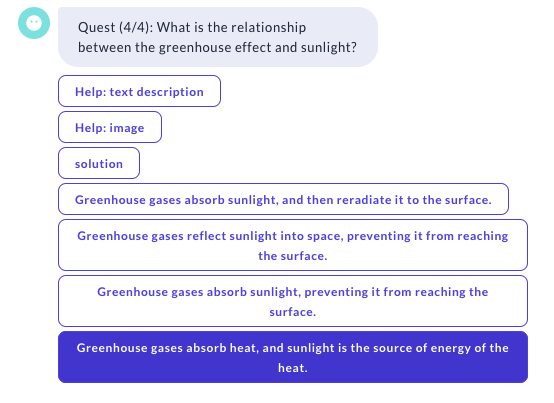 Quest (4/4): What is the relationship
between the greenhouse effect and sunlight?
Help: text description
Help: image
solution
Greenhouse gases absorb sunlight, and then reradiate it to the surface.
Greenhouse gases reflect sunlight into space, preventing it from reaching
the surface.
Greenhouse gases absorb sunlight, preventing it from reaching the
surface.
Greenhouse gases absorb heat, and sunlight is the source of energy of the
heat.